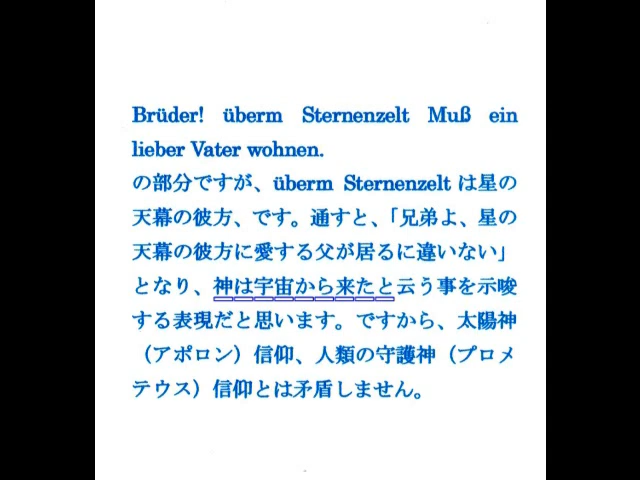 Brüder! überm Sternenzelt Muß ein
lieber Vater wohnen.
の部分ですが、überm Sternenzelt は星の
天幕の彼方、です。通すと、「兄弟よ、星の
天幕の彼方に愛する父が居るに違いない」
となり、神は宇宙から来たと云う事を示唆
する表現だと思います。ですから、太陽神
（アポロン）信仰、人類の守護神（プロメ
テウス）信仰とは矛盾しません。